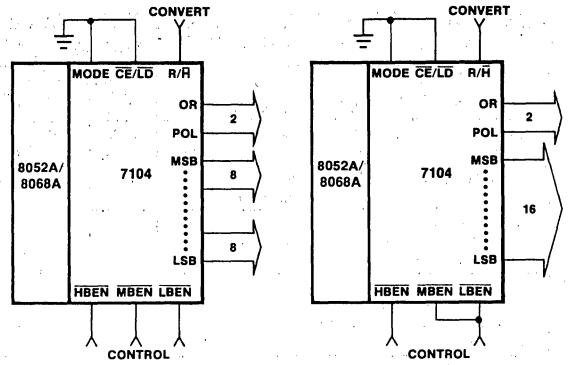 CONVERT
MODE CE/LD R/H
OR
2
POL
8052A/
8068A
7104
MSB
8
8
LSB
HBEN MBEN LBEN
CONTROL
CONVERT
MODE CE/LD R/H
OR
2
POL
8052A/
8068A
7104
MSB
16
LSB
HBEN MBEN LBEN
CONTROL